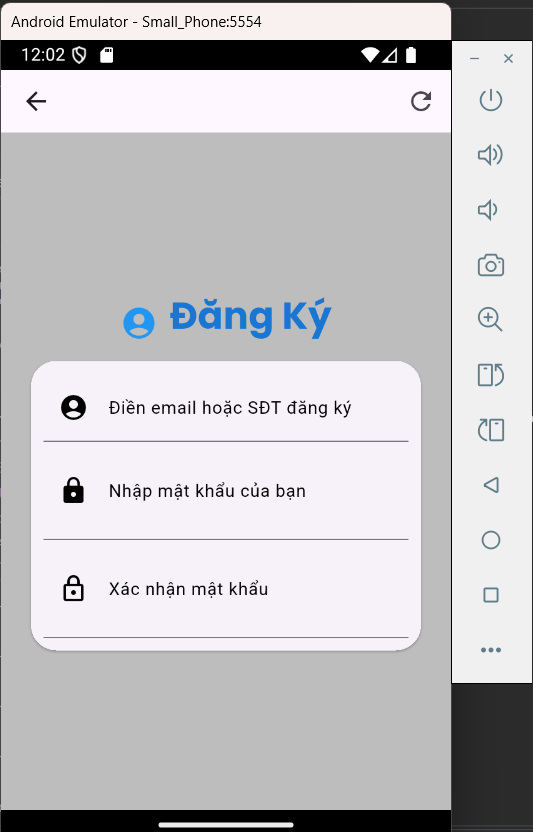 Android Emulator - Small_Phone:5554
12:02
Đăng Ký
Điền email hoặc SĐT đăng ký
Nhập mật khẩu của bạn
Xác nhận mật khẩu